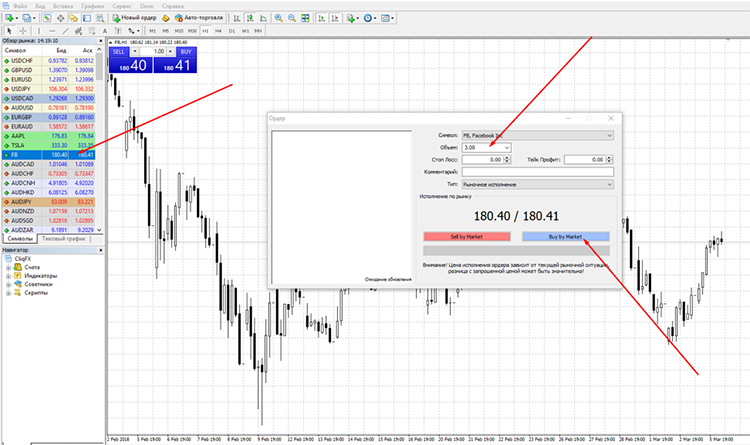 Файл Вид Вставка Графики Сервис Окно Справка
Новый ордер Авто-торговля
M1 M5 M15 M30 H1 H4 D1 W1 MN
Обзор рынка: 14:19:10
Символ Бид Аск
USDCHF 0.93782 0.93812
GBPUSD 1.39070 1.39098
EURUSD 1.23971 1.23996
USDJPY 106.304 106.332
USDCAD 1.29268 1.29300
AUDUSD 0.78161 0.78190
EURGBP 0.89128 0.89160
EURAUD 1.58572 1.58617
AAPL 176.83 176.84
TSLA 333.30 333.35
FB 180.40 180.41
AUDCAD 1.01046 1.01089
AUDCHF 0.73305 0.73347
AUDCNH 4.91805 4.92020
AUDHKD 6.08125 6.08270
AUDJPY 83.009 83.221
AUDNZD 1.07159 1.07213
AUDSGD 1.02816 1.02895
AUDZAR 9.1891 9.2029
Символы Тиковый график
Навигатор
CliqFX
Счета
Индикаторы
Советники
Скрипты
FB,H1 180.62 181.14 180.22 180.40
SELL 1.00 BUY
180 40 180 41
Ордер
Символ: FB, Facebook Inc
Объем: 3.00
Стоп Лосс: 0.00 Тейк Профит: 0.00
Комментарий:
Тип: Рыночное исполнение
Исполнение по рынку
180.40 / 180.41
Sell by Market Buy by Market
Ожидание обновления
Внимание! Цена исполнения ордера зависит от текущей рыночной ситуации,
разница с запрошенной ценой может быть значительна!
2 Feb 2018 5 Feb 19:00 6 Feb 19:00 7 Feb 19:00 8 Feb 19:00 9 Feb 19:00 12 Feb 19:00 13 Feb 19:00 14 Feb 19:00 15 Feb 19:00 16 Feb 19:00 20 Feb 19:00 21 Feb 19:00 22 Feb 19:00 23 Feb 19:00 26 Feb 19:00 27 Feb 19:00 28 Feb 19:00 1 Mar 19:00 2 Mar 19:00 5 Mar 19:00